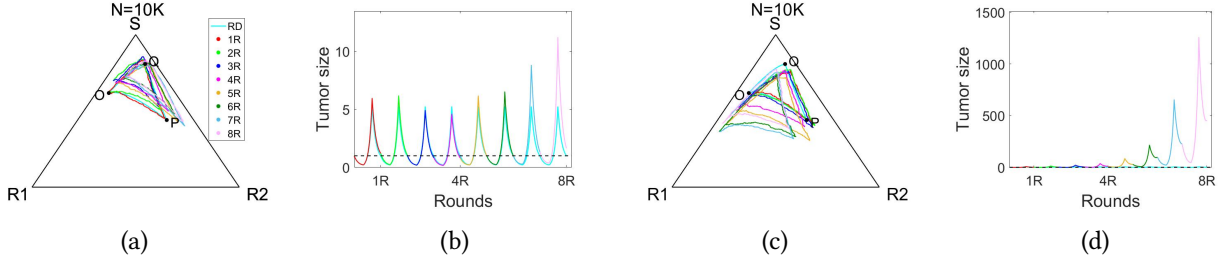 N=10K
S
Q
O
P
R1
R2
RD
1R
2R
3R
4R
5R
6R
7R
8R
(a)
Tumor size
10
5
0
1R
4R
8R
Rounds
(b)
N=10K
S
Q
O
P
R1
R2
(c)
Tumor size
1500
1000
500
0
1R
4R
8R
Rounds
(d)